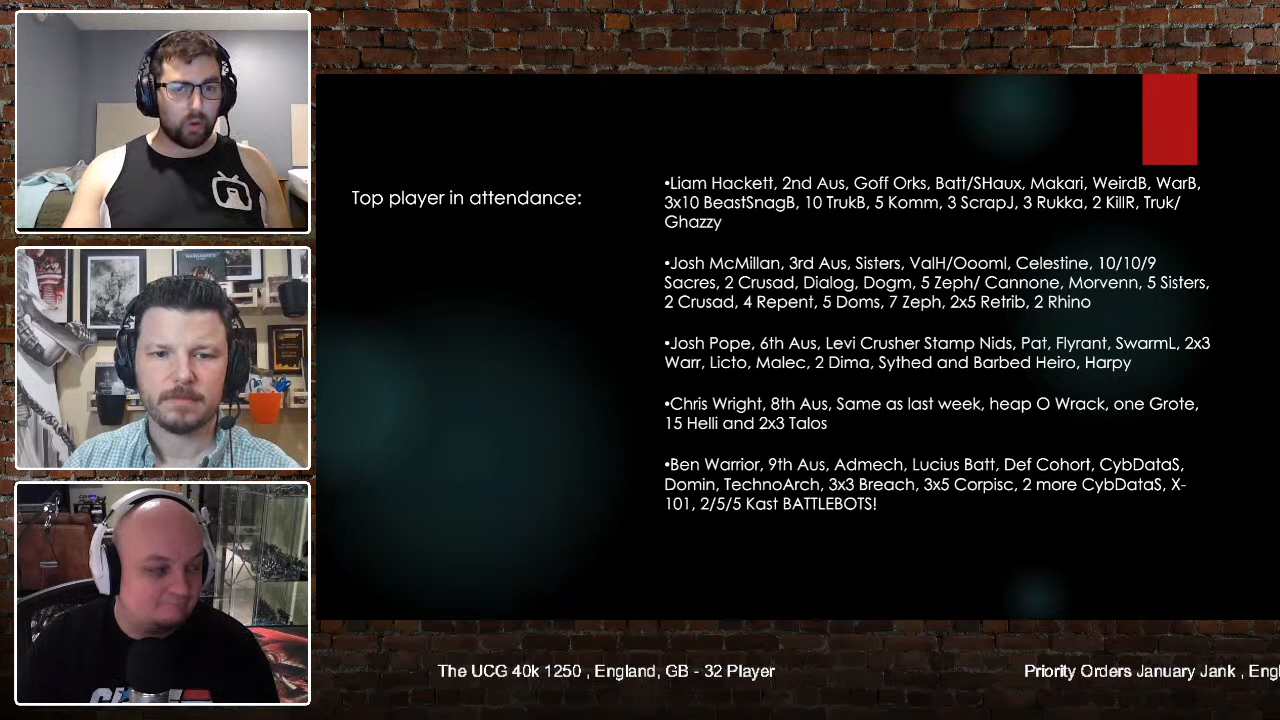 Top player in attendance:
•Liam Hackett, 2nd Aus, Goff Orks, Batt/SHaux, Makari, WeirdB, WarB,
3x10 BeastSnagB, 10 TrukB, 5 Komm, 3 ScrapJ, 3 Rukka, 2 KillR, Truk/
Ghazzy
•Josh McMillan, 3rd Aus, Sisters, ValH/Oooml, Celestine, 10/10/9
Sacres, 2 Crusad, Dialog, Dogm, 5 Zeph/ Cannone, Morvenn, 5 Sisters,
2 Crusad, 4 Repent, 5 Doms, 7 Zeph, 2x5 Retrib, 2 Rhino
•Josh Pope, 6th Aus, Levi Crusher Stamp Nids, Pat, Flyrant, SwarmL, 2x3
Warr, Licto, Malec, 2 Dima, Sythed and Barbed Heiro, Harpy
•Chris Wright, 8th Aus, Same as last week, heap O Wrack, one Grote,
15 Helli and 2x3 Talos
•Ben Warrior, 9th Aus, Admech, Lucius Batt, Def Cohort, CybDataS,
Domin, TechnoArch, 3x3 Breach, 3x5 Corpisc, 2 more CybDataS, X-
101, 2/5/5 Kast BATTLEBOTS!
The UCG 40k 1250 , England, GB - 32 Player
Priority Orders January Jank , Engl